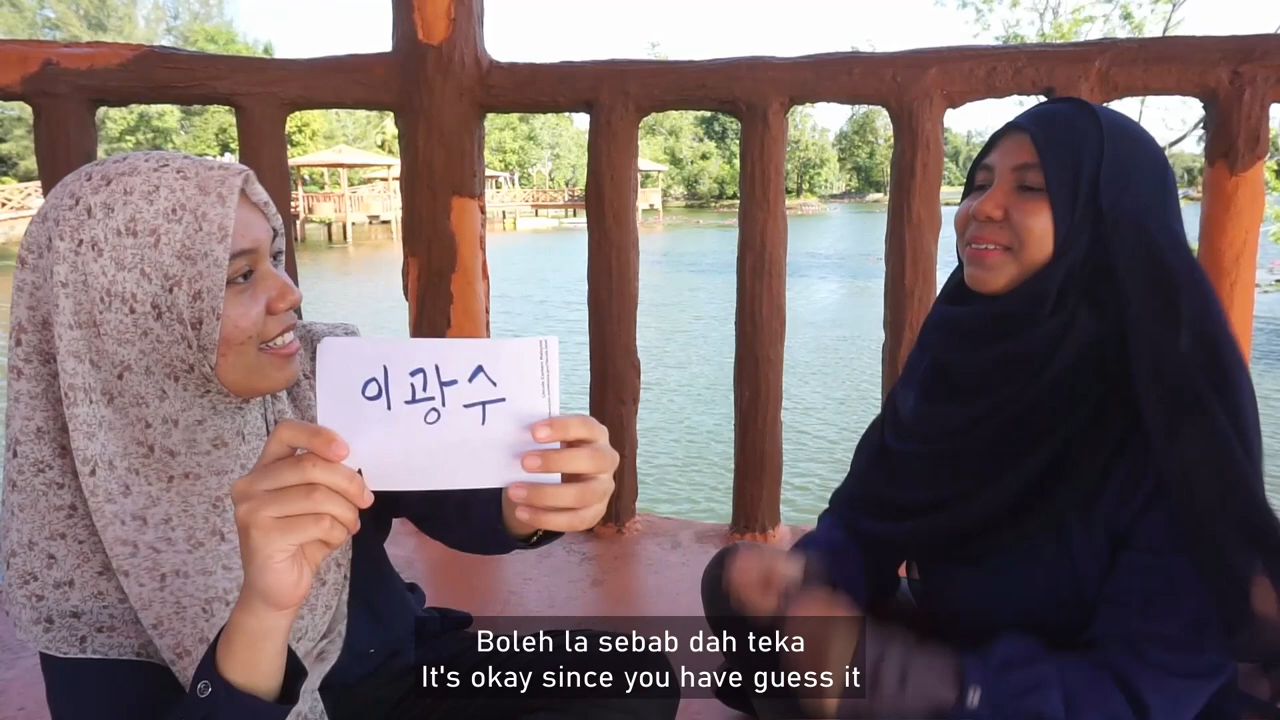 이광수
Boleh la sebab dah teka
It's okay since you have guess it